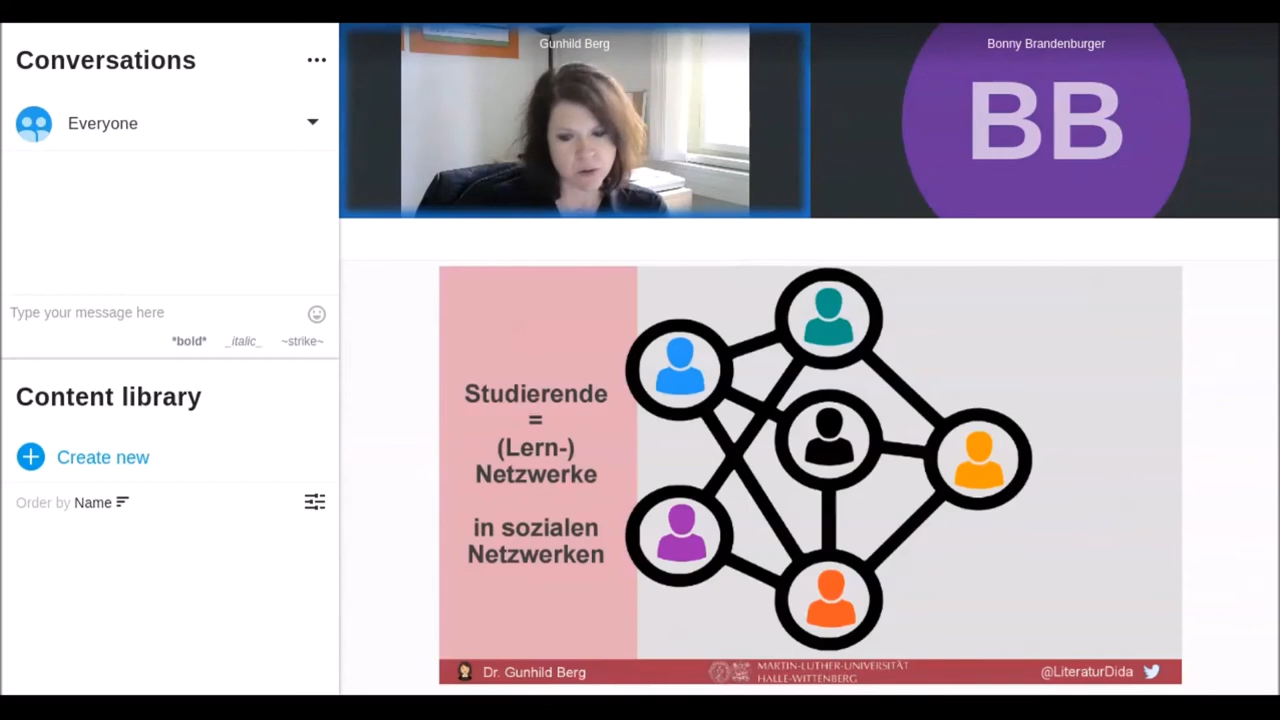 Conversations
Everyone
Type your message here
*bold* _italic_ ~strike~
Content library
Create new
Order by Name
Gunhild Berg
Bonny Brandenburger
BB
Studierende
=
(Lern-)
Netzwerke
in sozialen
Netzwerken
Dr. Gunhild Berg
MARTIN-LUTHER-UNIVERSITÄT
HALLE-WITTENBERG
@LiteraturDida